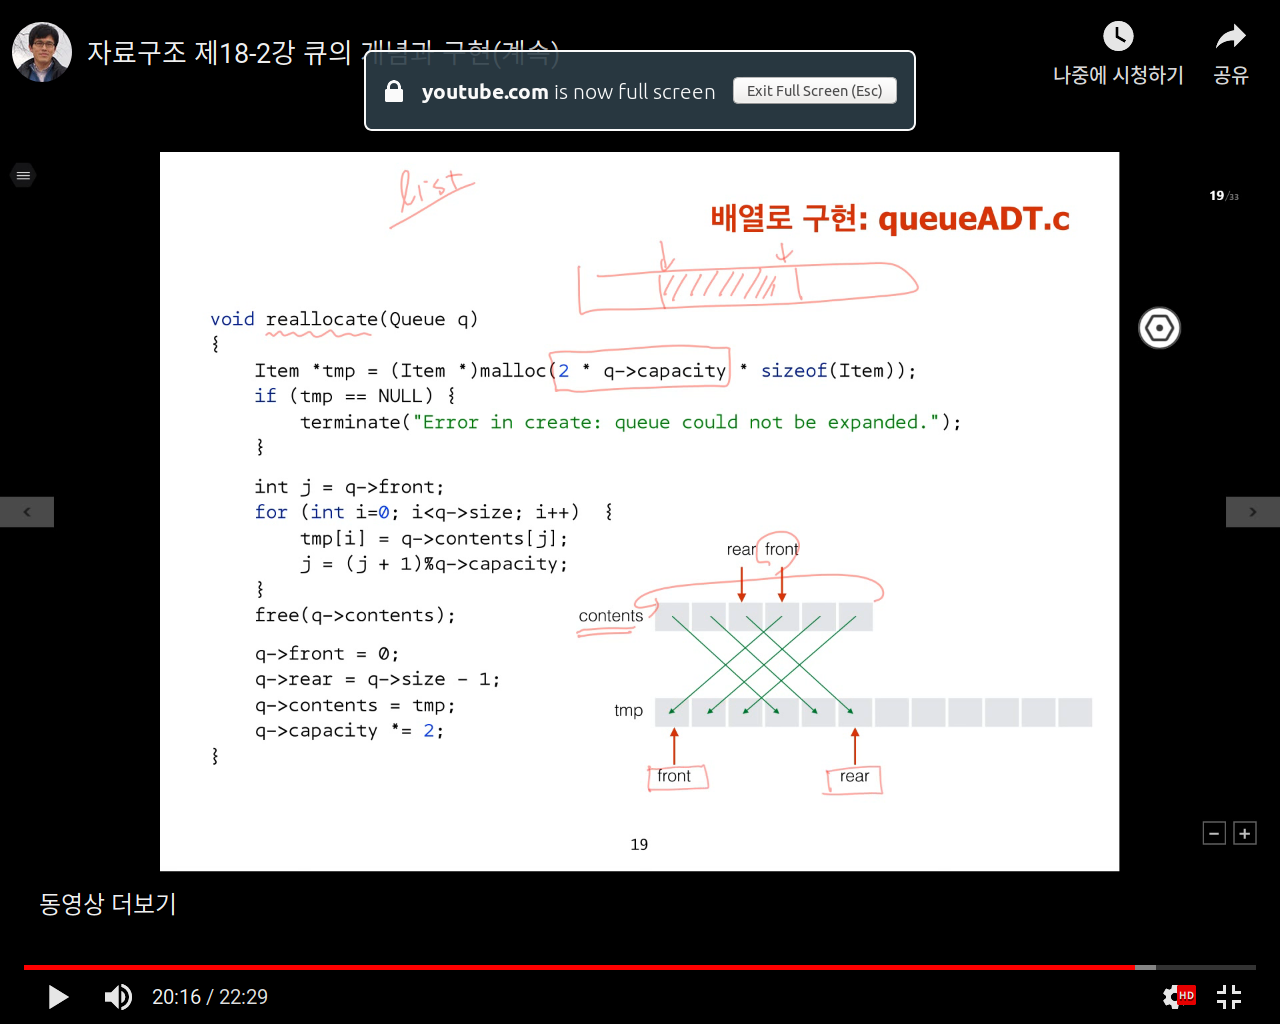 자료구조 제18-2강 큐의 개념과 구현(계속)
나중에 시청하기
공유
youtube.com is now full screen
Exit Full Screen (Esc)
list
19/33
배열로 구현: queueADT.c
void reallocate(Queue q)
{
Item *tmp = (Item *)malloc(2 * q->capacity * sizeof(Item));
if (tmp == NULL) {
terminate("Error in create: queue could not be expanded.");
}
int j = q->front;
for (int i=0; i<q->size; i++) {
tmp[i] = q->contents[j];
j = (j + 1)%q->capacity;
}
free(q->contents);
q->front = 0;
q->rear = q->size - 1;
q->contents = tmp;
q->capacity *= 2;
}
rear front
contents
tmp
front
rear
19
동영상 더보기
20:16 / 22:29
HD